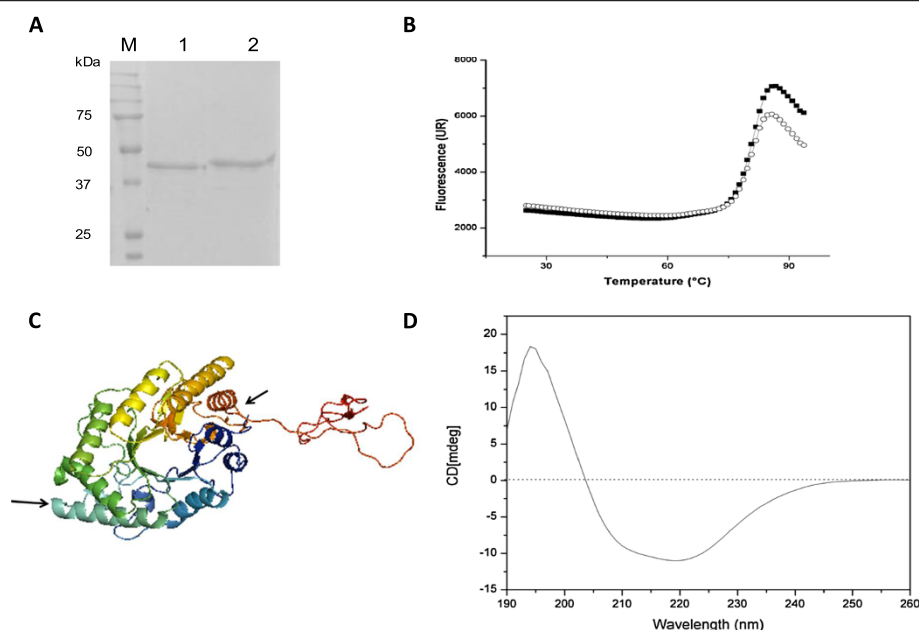 A
M 1 2
kDa
75
50
37
25
B
8000
6000
4000
2000
Fluorescence (UR)
30 60 90
Temperature (ºC)
C
D
20
15
10
5
0
-5
-10
-15
CD[mdeg]
190 200 210 220 230 240 250 260
Wavelength (nm)